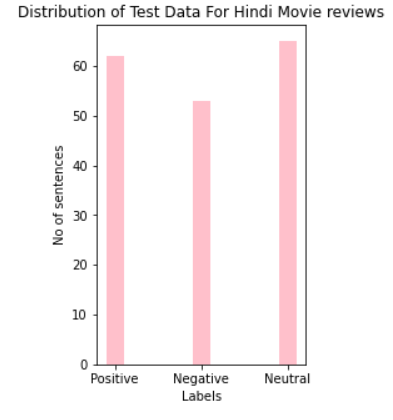 Distribution of Test Data For Hindi Movie reviews
No of sentences
60
50
40
30
20
10
0
Positive Negative Neutral
Labels